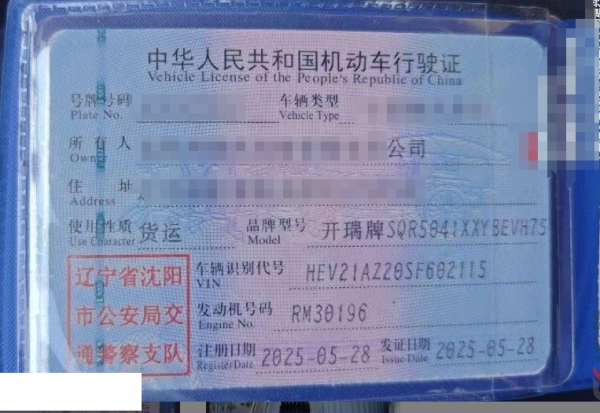 中华人民共和国机动车行驶证
Vehicle License of the People's Republic of China
号牌号码 车辆类型
Plate No. Vehicle Type
所有人 公司
Owner
住址
Address
使用性质 货运 品牌型号 开瑞牌SQR5041XXYBEVH75
Use Character Model
辽宁省沈阳 车辆识别代号 HEV21AZ20SF602115
VIN
市公安局交 发动机号码 RM30196
Engine No.
通警察支队 注册日期 2025-05-28 发证日期 2025-05-28
Register Date Issue Date